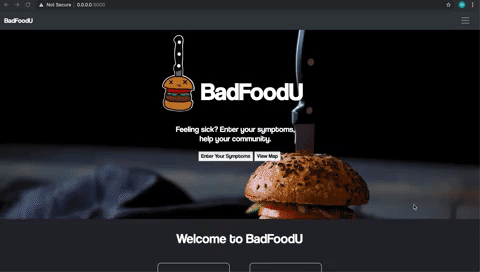 Not Secure | 0.0.0.0:5000
BadFoodU
BadFoodU
Feeling sick? Enter your symptoms,
help your community.
Enter Your Symptoms View Map
Welcome to BadFoodU